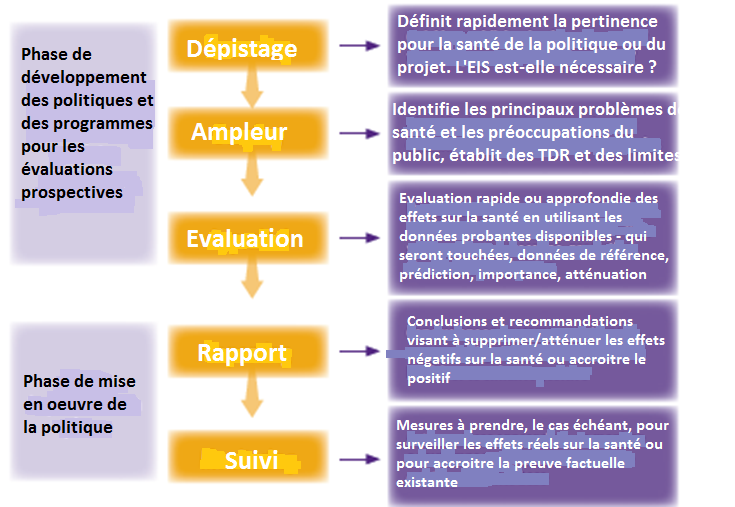 Phase de
développement
des politiques et
des programmes
pour les
évaluations
prospectives
Dépistage
Définit rapidement la pertinence
pour la santé de la politique ou du
projet. L'EIS est-elle nécessaire ?
Ampleur
Identifie les principaux problèmes d
santé et les préoccupations du
public, établit des TDR et des limites
Evaluation
Evaluation rapide ou approfondie des
effets sur la santé en utilisant les
données probantes disponibles - qui
seront touchées, données de référence,
prédiction, importance, atténuation
Phase de mise
en oeuvre de
la politique
Rapport
Conclusions et recommandations
visant à supprimer/atténuer les effets
négatifs sur la santé ou accroitre le
positif
Suivi
Mesures à prendre, le cas échéant, pour
surveiller les effets réels sur la santé ou
pour accroitre la preuve factuelle
existante